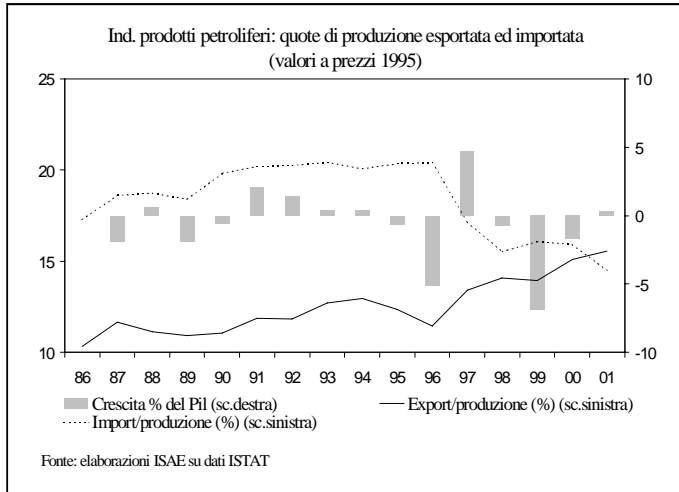 Ind. prodotti petroliferi: quote di produzione esportata ed importata
(valori a prezzi 1995)
25
20
15
10
10
5
0
-5
-10
86 87 88 89 90 91 92 93 94 95 96 97 98 99 00 01
Crescita % del Pil (sc.destra)
Export/produzione (%) (sc.sinistra)
Import/produzione (%) (sc.sinistra)
Fonte: elaborazioni ISAE su dati ISTAT